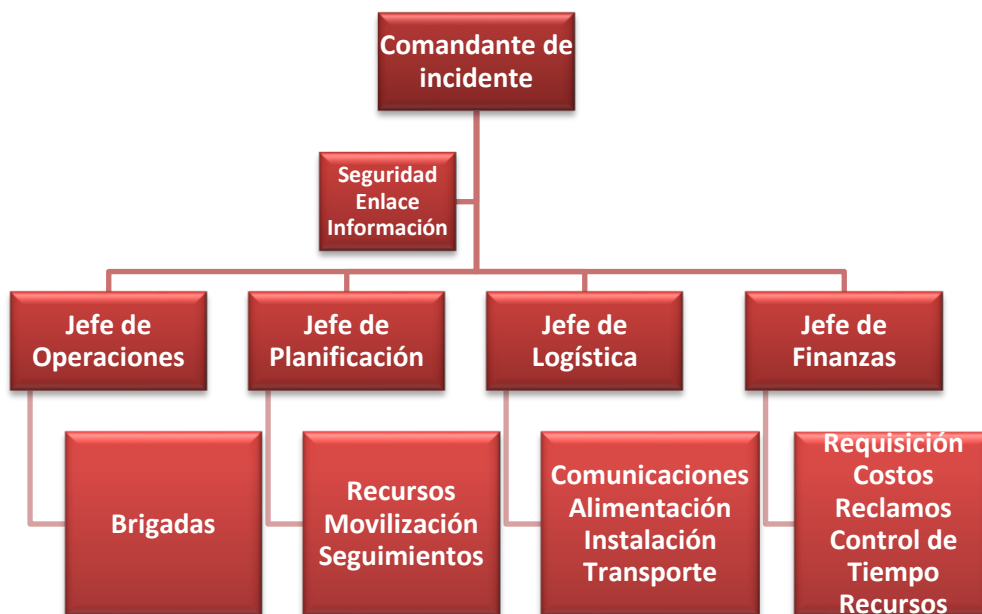 Comandante de
incidente
Seguridad
Enlace
Información
Jefe de
Operaciones
Jefe de
Planificación
Jefe de
Logística
Jefe de
Finanzas
Brigadas
Recursos
Movilización
Seguimientos
Comunicaciones
Alimentación
Instalación
Transporte
Requisición
Costos
Reclamos
Control de
Tiempo
Recursos